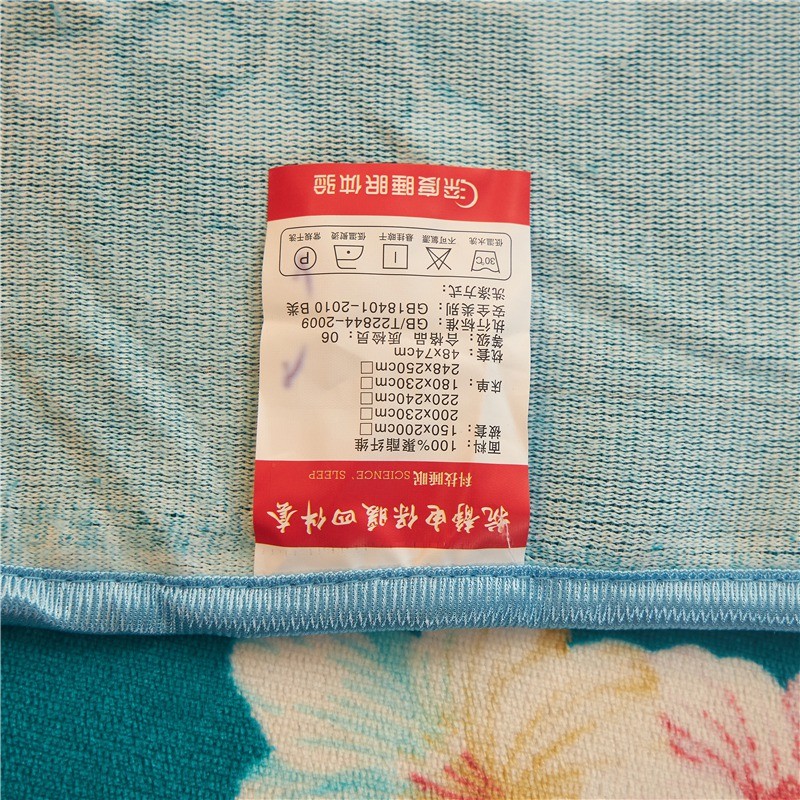 抗静电保暖四件套
科技睡眠 SCIENCE, SLEEP
面料：100%聚酯纤维
被套：150x200cm□
200x230cm□
220x240cm□
床单：180x230cm□
248x250cm□
枕套：48x74cm
等级：合格品 质检员：06
执行标准：GB/T22844-2009
安全类别：GB18401-2010 B类
洗涤方式：
30℃ P
低温水洗 不可氯漂 悬挂晾干 低温熨烫 常规干洗
深度睡眠体验